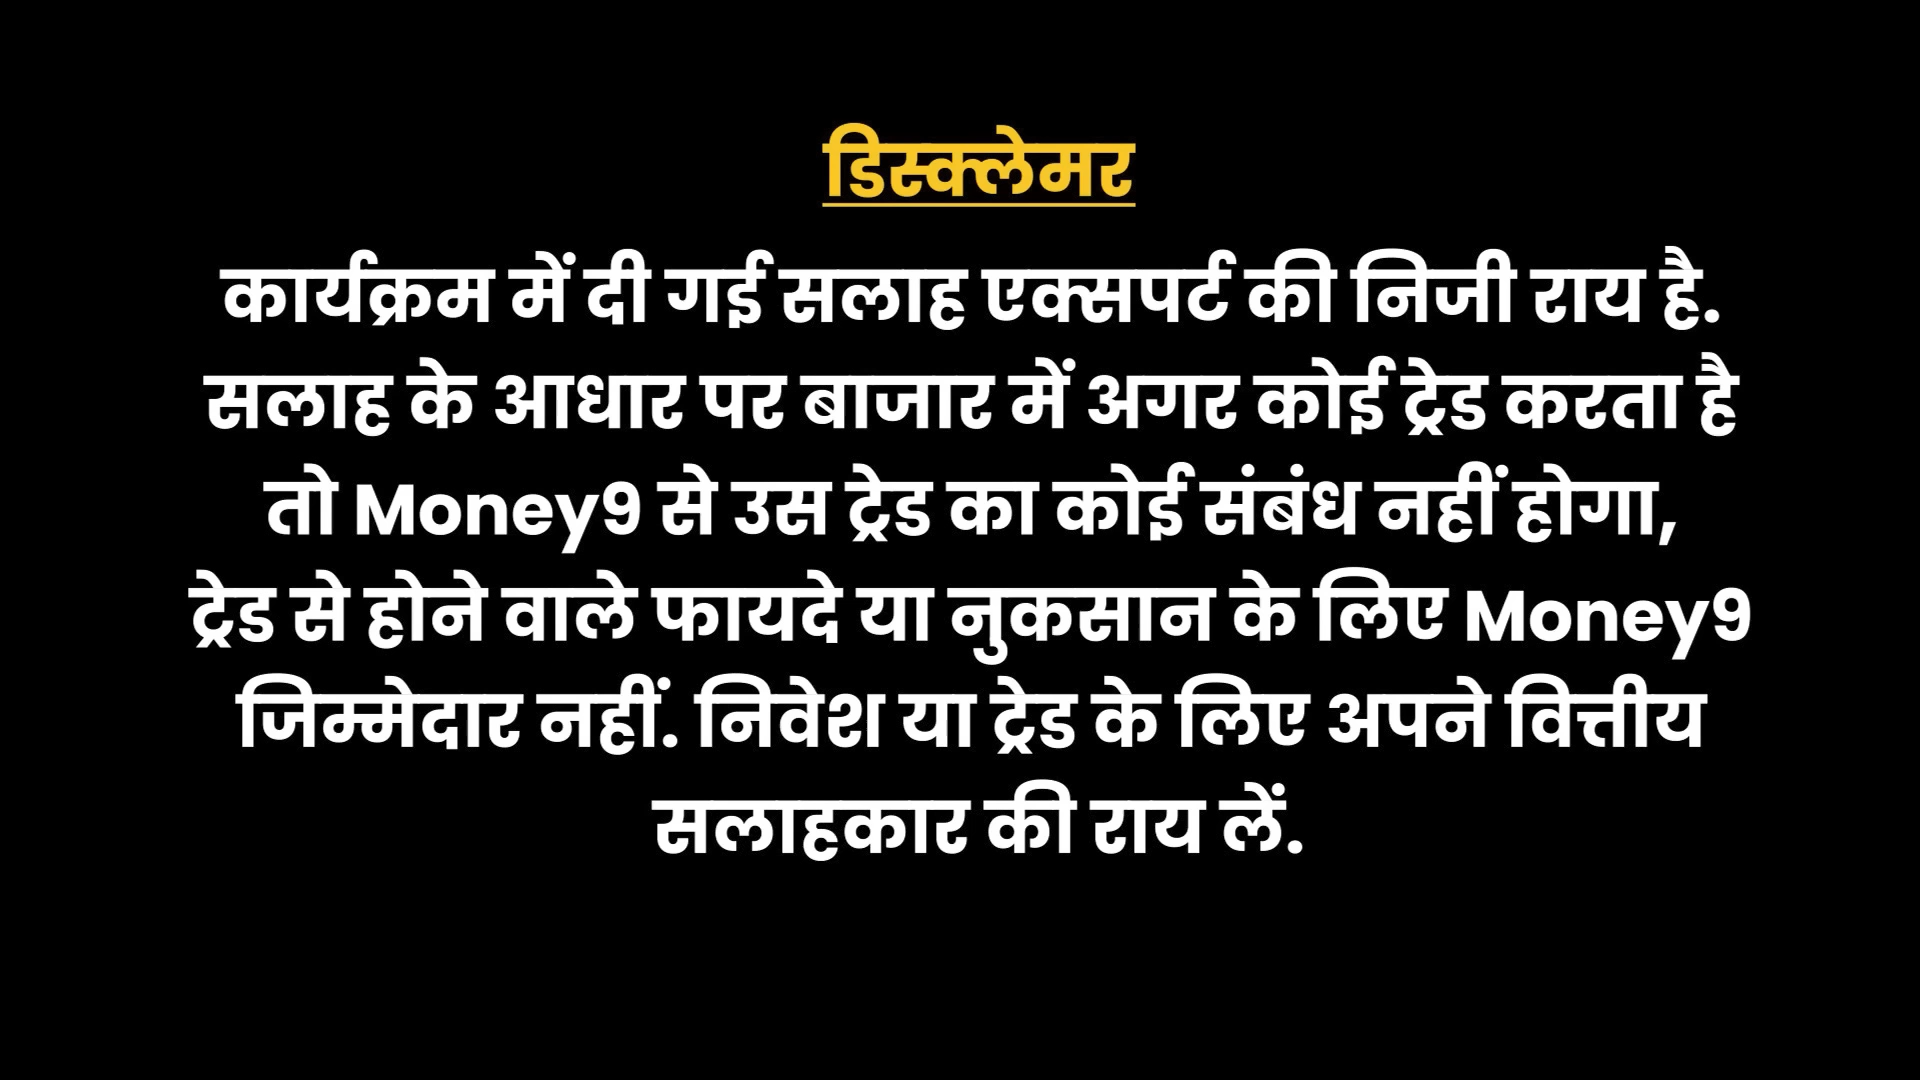 डिस्क्लेमर
कार्यक्रम में दी गई सलाह एक्सपर्ट की निजी राय है.
सलाह के आधार पर बाजार में अगर कोई ट्रेड करता है
तो Money9 से उस ट्रेड का कोई संबंध नहीं होगा,
ट्रेड से होने वाले फायदे या नुकसान के लिए Money9
जिम्मेदार नहीं. निवेश या ट्रेड के लिए अपने वित्तीय
सलाहकार की राय लें.